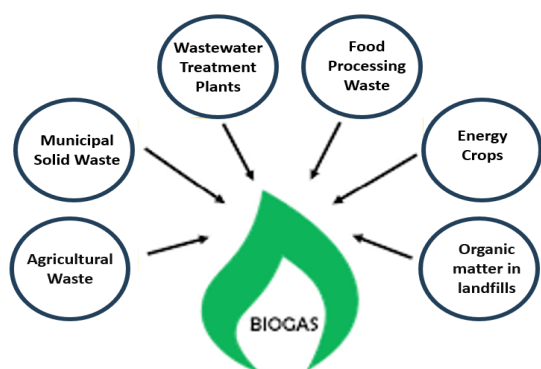 Wastewater
Treatment
Plants
Food
Processing
Waste
Municipal
Solid Waste
Energy
Crops
Agricultural
Waste
Organic
matter in
landfills
BIOGAS